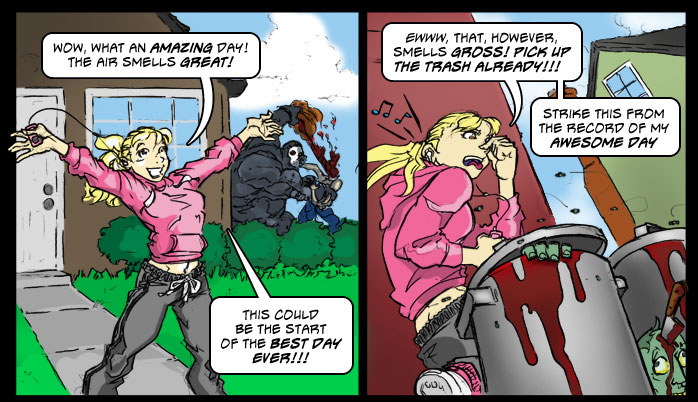 WOW, WHAT AN AMAZING DAY!
THE AIR SMELLS GREAT!
THIS COULD
BE THE START
OF THE BEST DAY
EVER!!!
EWWW, THAT, HOWEVER,
SMELLS GROSS! PICK UP
THE TRASH ALREADY!!!
STRIKE THIS FROM
THE RECORD OF MY
AWESOME DAY